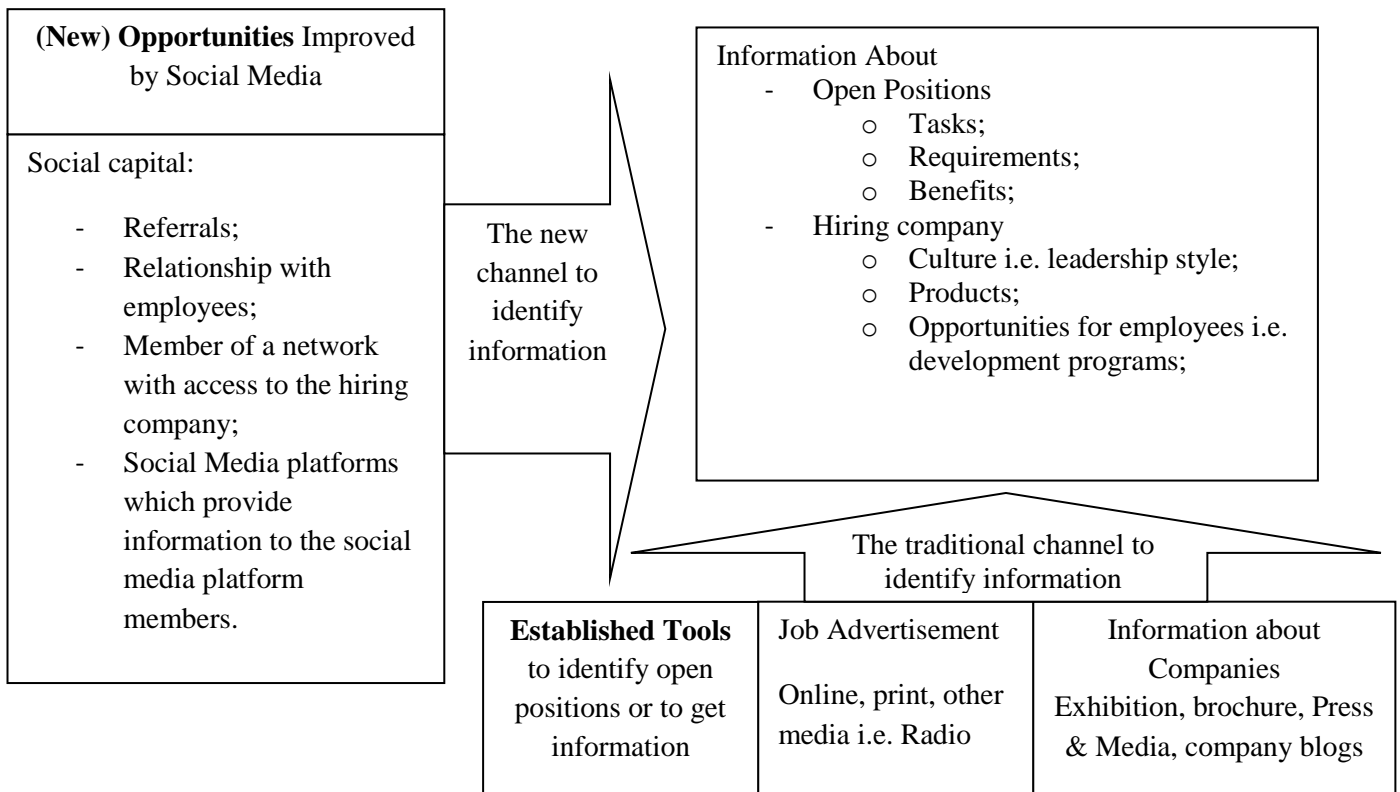 (New) Opportunities Improved
by Social Media
Social capital:
- Referrals;
- Relationship with
employees;
- Member of a network
with access to the hiring
company;
- Social Media platforms
which provide
information to the social
media platform
members.
The new
channel to
identify
information
Information About
- Open Positions
o Tasks;
o Requirements;
o Benefits;
- Hiring company
o Culture i.e. leadership style;
o Products;
o Opportunities for employees i.e.
development programs;
The traditional channel to
identify information
Established Tools
to identify open
positions or to get
information
Job Advertisement
Online, print, other
media i.e. Radio
Information about
Companies
Exhibition, brochure, Press
& Media, company blogs